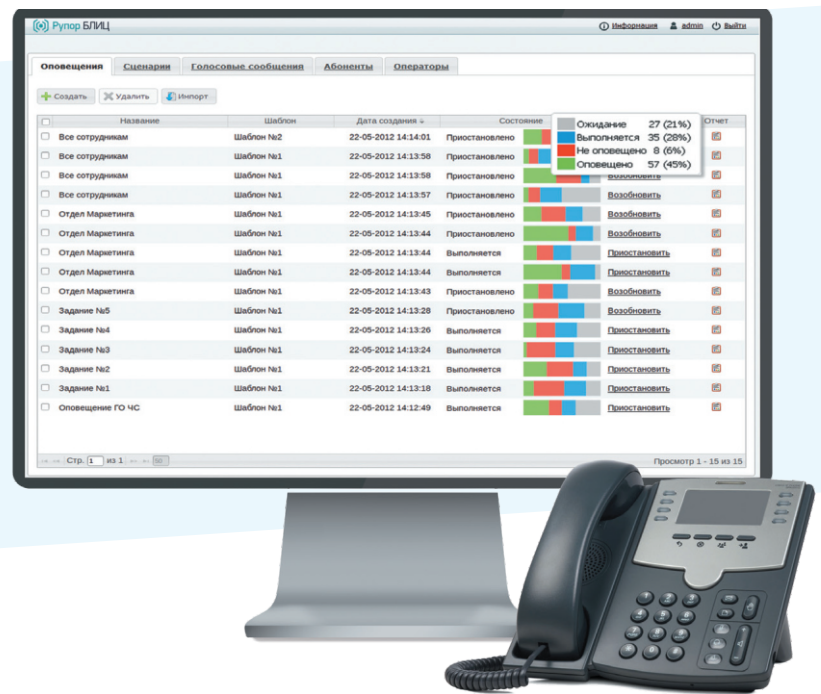 Рупор БЛИЦ Информация admin Выйти
Оповещения Сценарии Голосовые сообщения Абоненты Операторы
Создать Удалить Импорт
Название Шаблон Дата создания Состояние Отчет
Ожидание 27 (21%)
Выполняется 35 (28%)
Не оповещено 8 (6%)
Оповещено 57 (45%)
Все сотрудникам Шаблон №2 22-05-2012 14:14:01 Приостановлено
Все сотрудникам Шаблон №1 22-05-2012 14:13:58 Приостановлено
Все сотрудникам Шаблон №1 22-05-2012 14:13:58 Приостановлено Возобновить
Все сотрудникам Шаблон №1 22-05-2012 14:13:57 Приостановлено Возобновить
Отдел Маркетинга Шаблон №1 22-05-2012 14:13:45 Приостановлено Возобновить
Отдел Маркетинга Шаблон №1 22-05-2012 14:13:44 Приостановлено Возобновить
Отдел Маркетинга Шаблон №1 22-05-2012 14:13:44 Выполняется Приостановить
Отдел Маркетинга Шаблон №1 22-05-2012 14:13:44 Выполняется Приостановить
Отдел Маркетинга Шаблон №1 22-05-2012 14:13:43 Приостановлено Возобновить
Задание №5 Шаблон №1 22-05-2012 14:13:28 Приостановлено Возобновить
Задание №4 Шаблон №1 22-05-2012 14:13:26 Выполняется Приостановить
Задание №3 Шаблон №1 22-05-2012 14:13:24 Выполняется Приостановить
Задание №2 Шаблон №1 22-05-2012 14:13:21 Выполняется Приостановить
Задание №1 Шаблон №1 22-05-2012 14:13:18 Выполняется Приостановить
Оповещение ГО ЧС Шаблон №1 22-05-2012 14:12:49 Выполняется Приостановить
Стр. 1 из 1 50 Просмотр 1 - 15 из 15